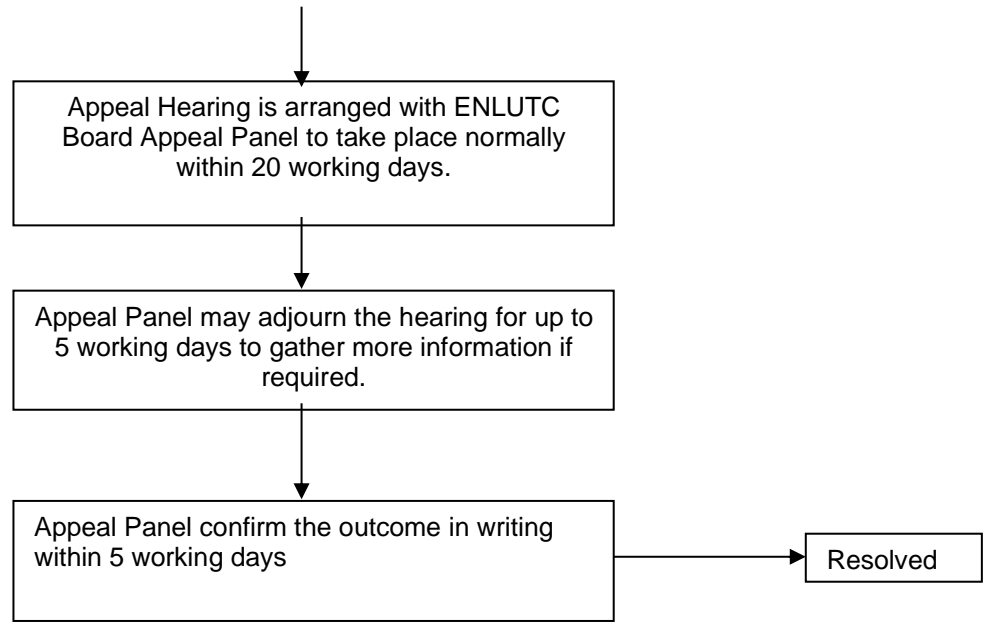 Appeal Hearing is arranged with ENLUTC
Board Appeal Panel to take place normally
within 20 working days.
Appeal Panel may adjourn the hearing for up to
5 working days to gather more information if
required.
Appeal Panel confirm the outcome in writing
within 5 working days
Resolved